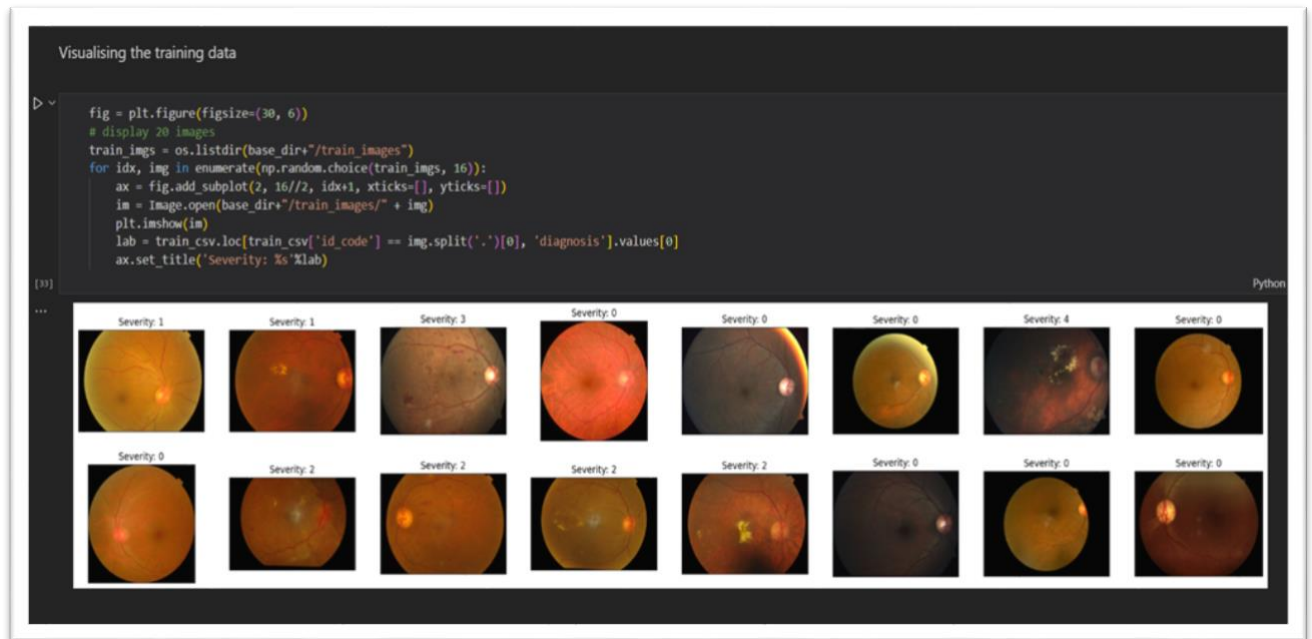 Visualising the training data
fig = plt.figure(figsize=(30, 6))
# display 20 images
train_imgs = os.listdir(base_dir+"/train_images")
for idx, img in enumerate(np.random.choice(train_imgs, 16)):
    ax = fig.add_subplot(2, 16//2, idx+1, xticks=[], yticks=[])
    im = Image.open(base_dir+"/train_images/" + img)
    plt.imshow(im)
    lab = train_csv.loc[train_csv['id_code'] == img.split('.')[0], 'diagnosis'].values[0]
    ax.set_title('Severity: %s'%lab)
[33] Python
...
Severity: 1 Severity: 1 Severity: 3 Severity: 0 Severity: 0 Severity: 0 Severity: 4 Severity: 0
Severity: 0 Severity: 2 Severity: 2 Severity: 2 Severity: 2 Severity: 0 Severity: 0 Severity: 0